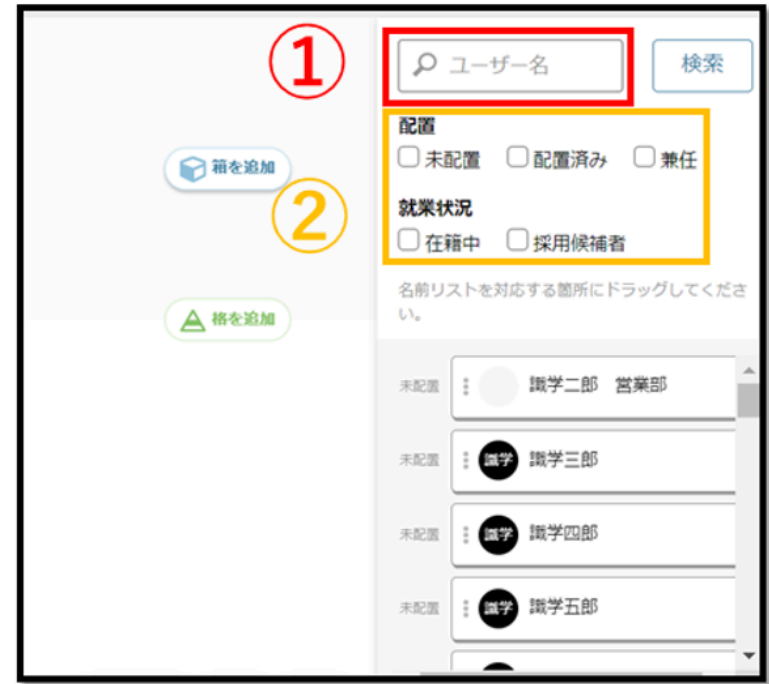 ①
ユーザー名
検索
配置
未配置 配置済み 兼任
箱を追加
②
就業状況
在籍中 採用候補者
名前リストを対応する箇所にドラッグしてくださ
い。
格を追加
未配置 識学二郎 営業部
未配置 識学 識学三郎
未配置 識学 識学四郎
未配置 識学 識学五郎